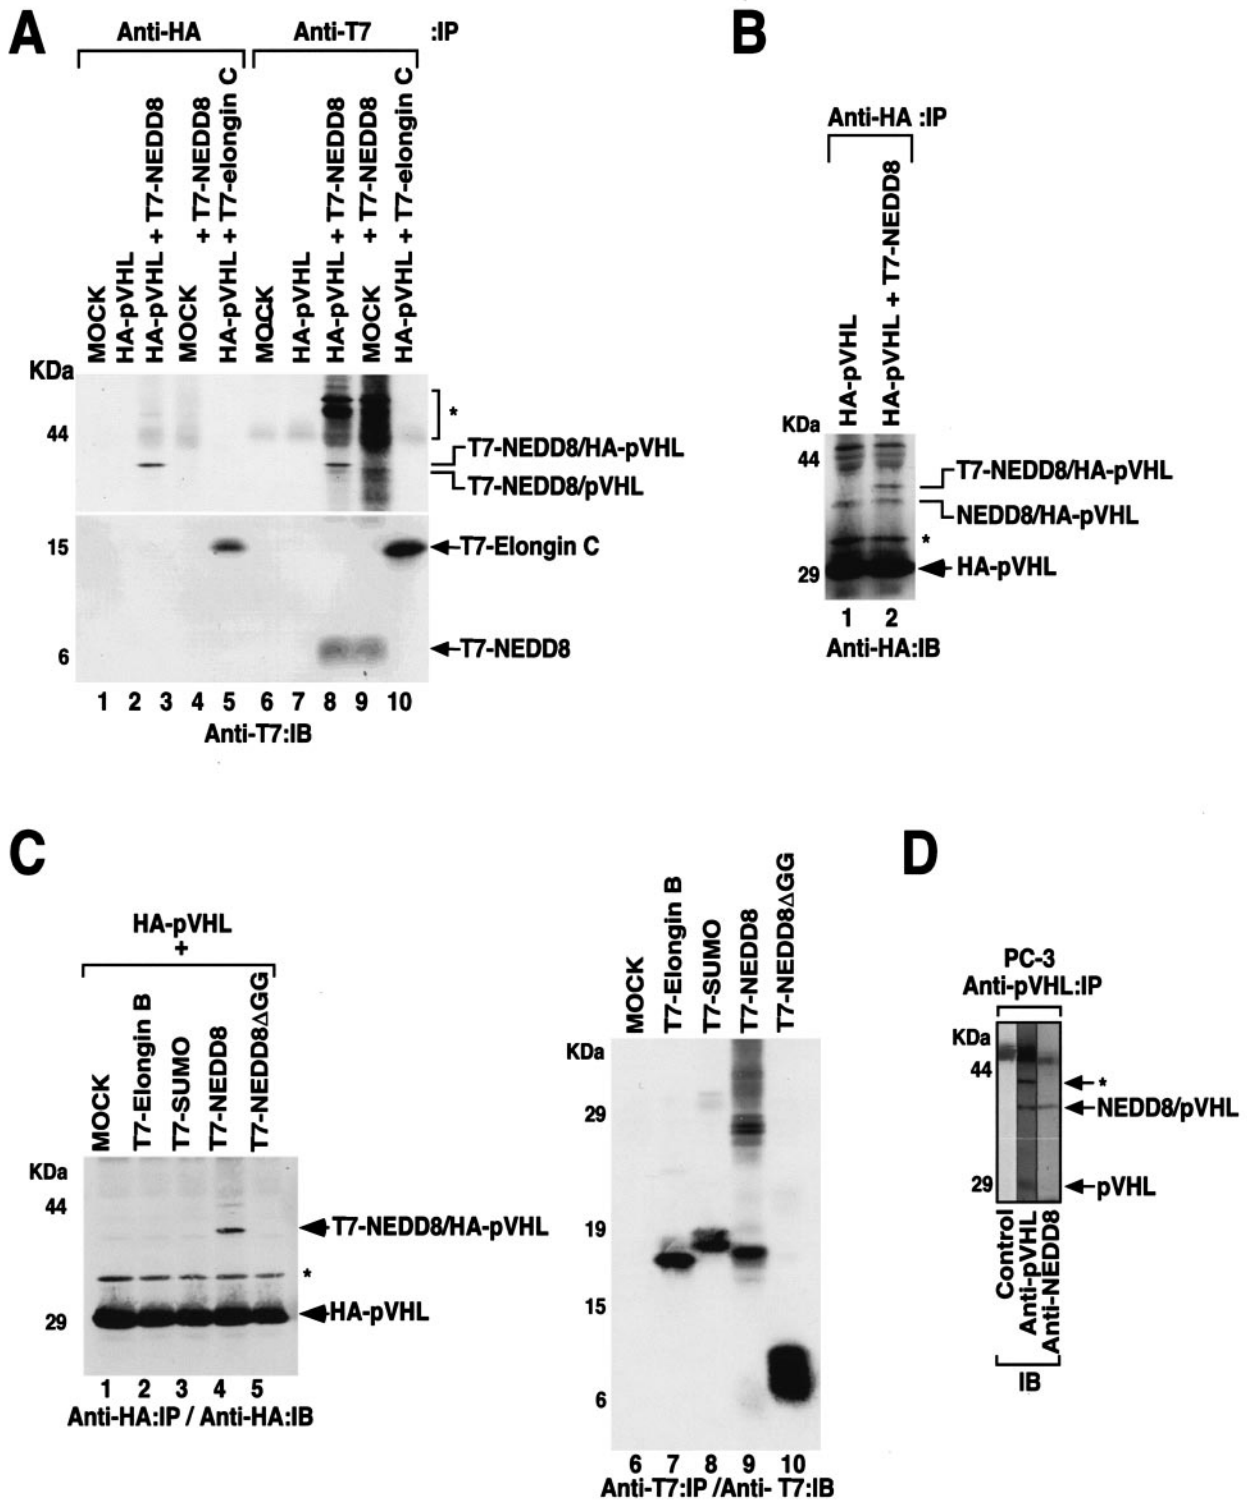 A
Anti-HA
Anti-T7
:IP
MOCK
HA-pVHL
HA-pVHL + T7-NEDD8
MOCK + T7-NEDD8
HA-pVHL + T7-elongin C
MOCK
HA-pVHL
HA-pVHL + T7-NEDD8
MOCK + T7-NEDD8
HA-pVHL + T7-elongin C
KDa
44
*
T7-NEDD8/HA-pVHL
T7-NEDD8/pVHL
15
T7-Elongin C
6
T7-NEDD8
1 2 3 4 5 6 7 8 9 10
Anti-T7:IB
B
Anti-HA :IP
HA-pVHL
HA-pVHL + T7-NEDD8
KDa
44
T7-NEDD8/HA-pVHL
NEDD8/HA-pVHL
*
29
HA-pVHL
1 2
Anti-HA:IB
C
HA-pVHL
+
MOCK
T7-Elongin B
T7-SUMO
T7-NEDD8
T7-NEDD8ΔGG
KDa
44
T7-NEDD8/HA-pVHL
*
29
HA-pVHL
1 2 3 4 5
Anti-HA:IP / Anti-HA:IB
MOCK
T7-Elongin B
T7-SUMO
T7-NEDD8
T7-NEDD8ΔGG
KDa
29
19
15
6
6 7 8 9 10
Anti-T7:IP /Anti- T7:IB
D
PC-3
Anti-pVHL:IP
KDa
44
*
NEDD8/pVHL
29
pVHL
Control
Anti-pVHL
Anti-NEDD8
IB